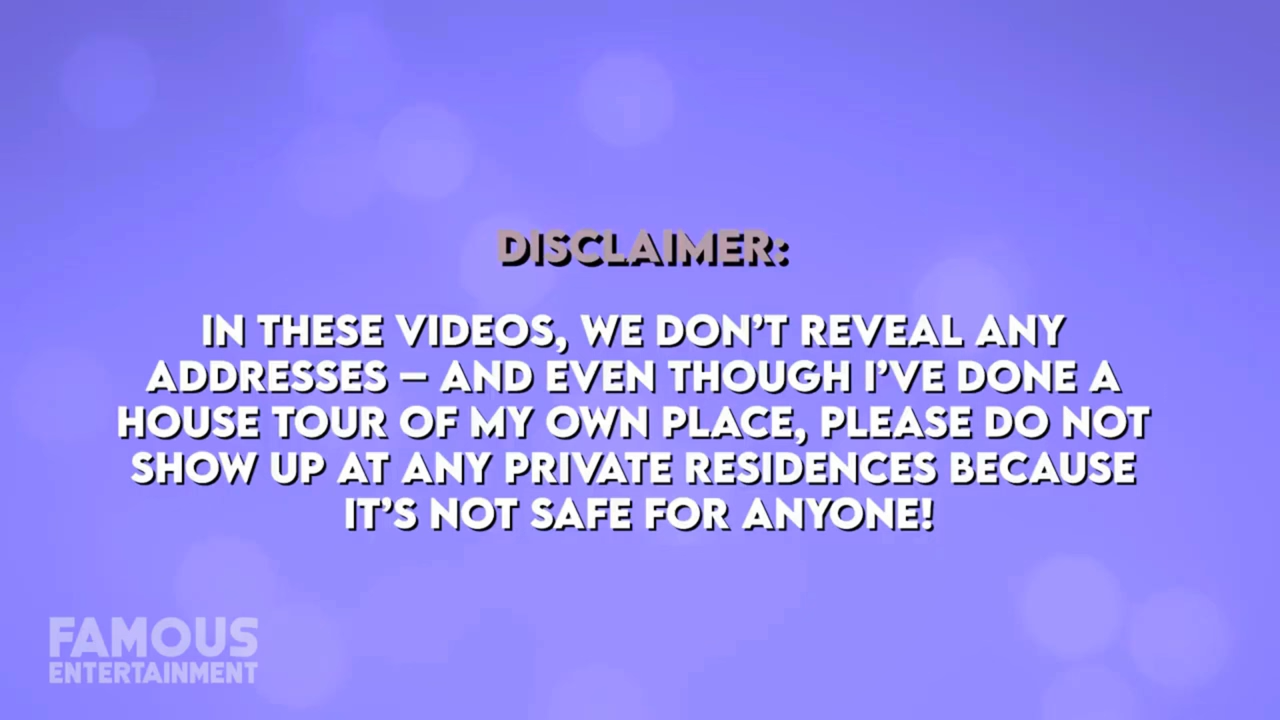 DISCLAIMER:
IN THESE VIDEOS, WE DON'T REVEAL ANY
ADDRESSES – AND EVEN THOUGH I'VE DONE A
HOUSE TOUR OF MY OWN PLACE, PLEASE DO NOT
SHOW UP AT ANY PRIVATE RESIDENCES BECAUSE
IT'S NOT SAFE FOR ANYONE!
FAMOUS
ENTERTAINMENT